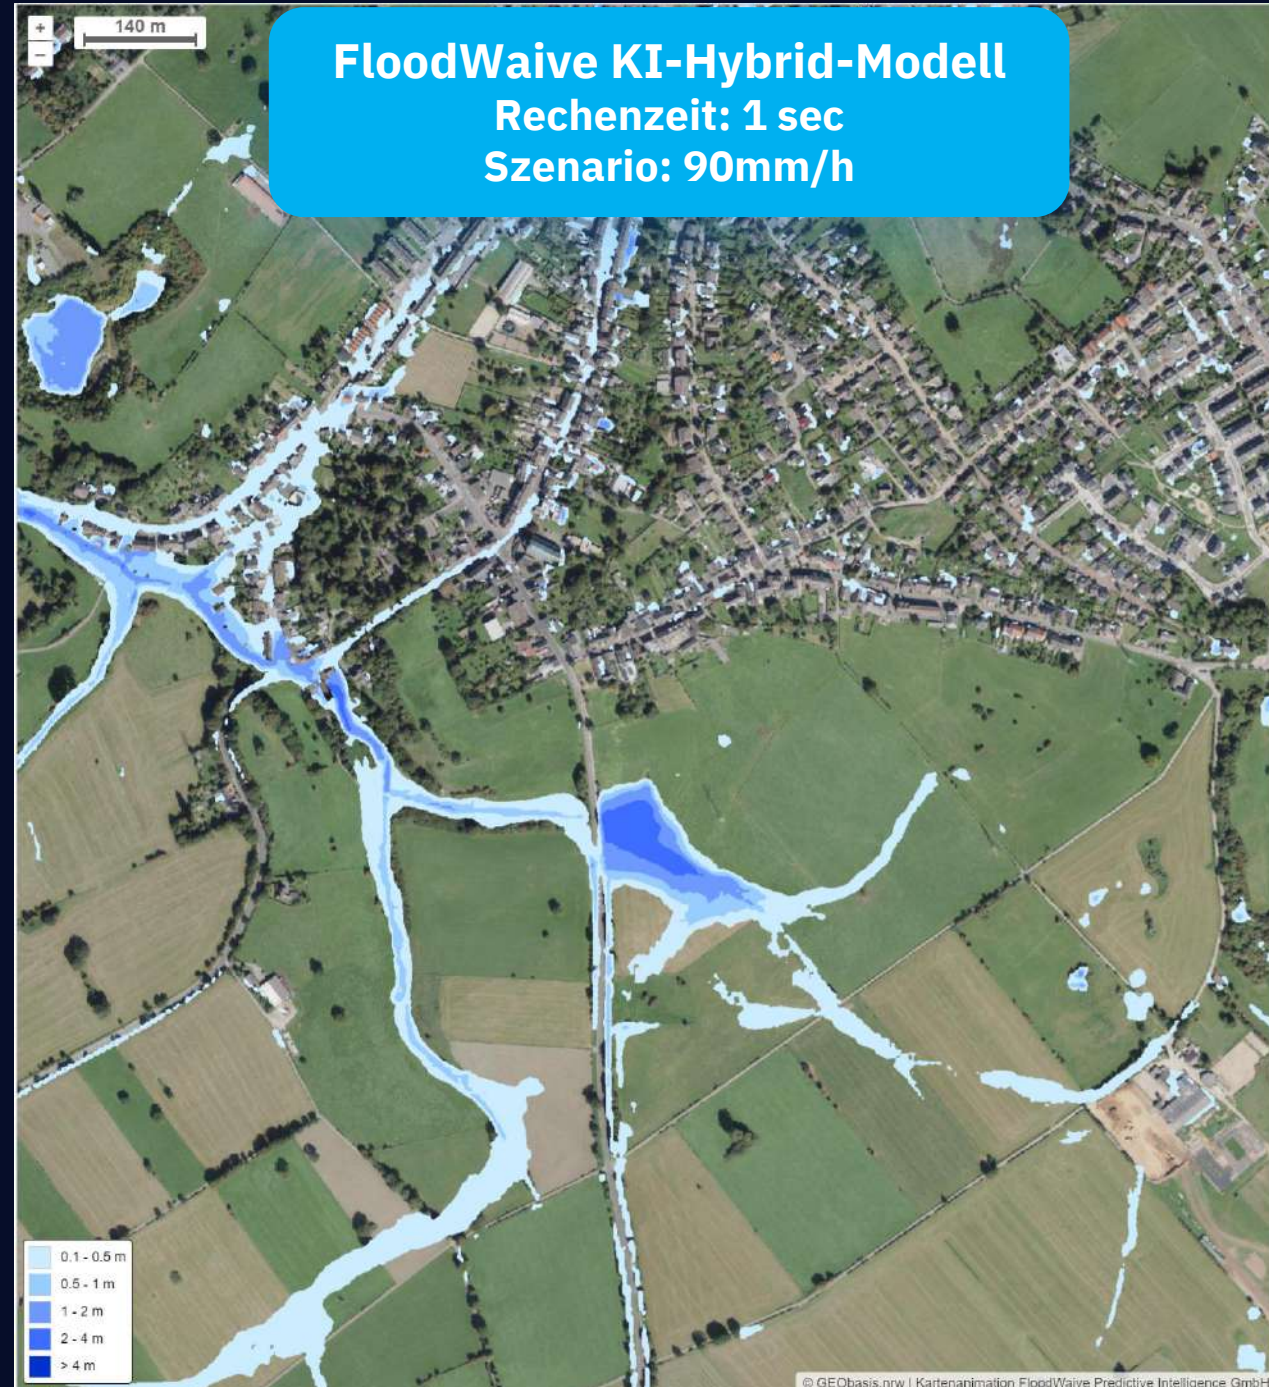 +
140 m
−
FloodWaive KI-Hybrid-Modell
Rechenzeit: 1 sec
Szenario: 90mm/h
0.1 - 0.5 m
0.5 - 1 m
1 - 2 m
2 - 4 m
> 4 m
© GEObasis.nrw | Kartenanimation FloodWaive Predictive Intelligence GmbH